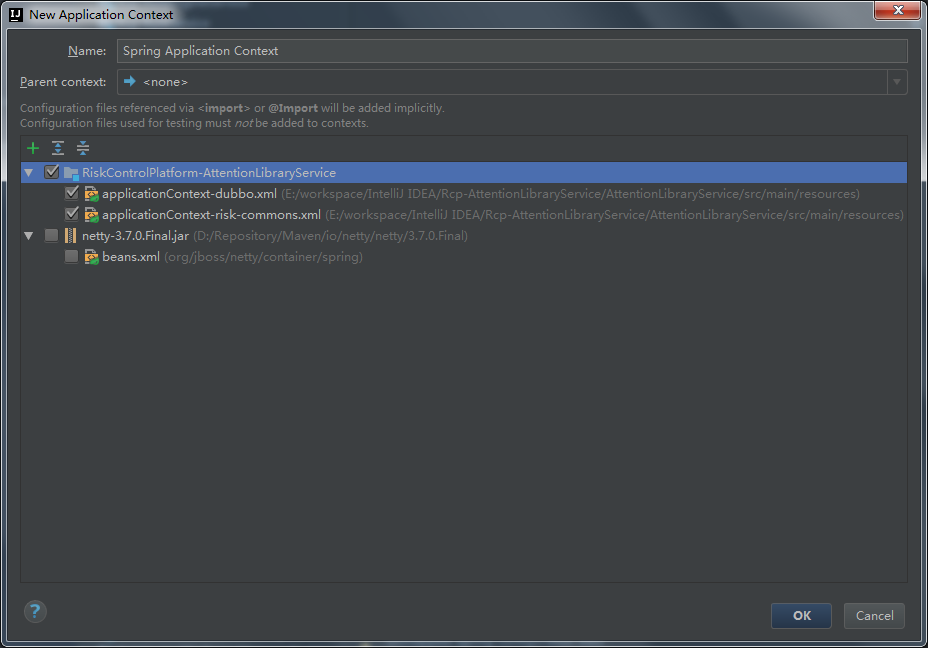 New Application Context
Name: Spring Application Context
Parent context: <none>
Configuration files referenced via <import> or @Import will be added implicitly.
Configuration files used for testing must not be added to contexts.
RiskControlPlatform-AttentionLibraryService
applicationContext-dubbo.xml (E:/workspace/IntelliJ IDEA/Rcp-AttentionLibraryService/AttentionLibraryService/src/main/resources)
applicationContext-risk-commons.xml (E:/workspace/IntelliJ IDEA/Rcp-AttentionLibraryService/AttentionLibraryService/src/main/resources)
netty-3.7.0.Final.jar (D:/Repository/Maven/io/netty/netty/3.7.0.Final)
beans.xml (org/jboss/netty/container/spring)
? OK Cancel